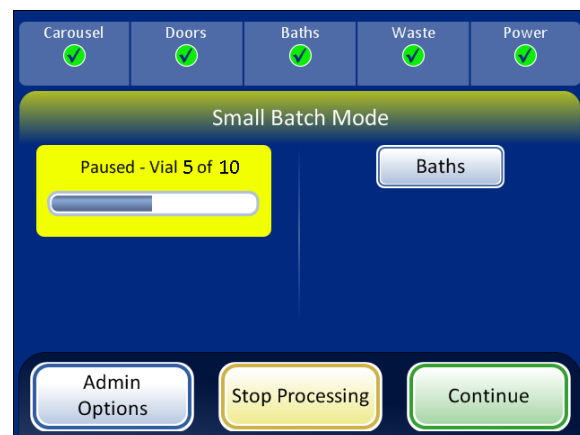 Carousel Doors Baths Waste Power
Small Batch Mode
Paused - Vial 5 of 10
Baths
Admin
Options
Stop Processing
Continue